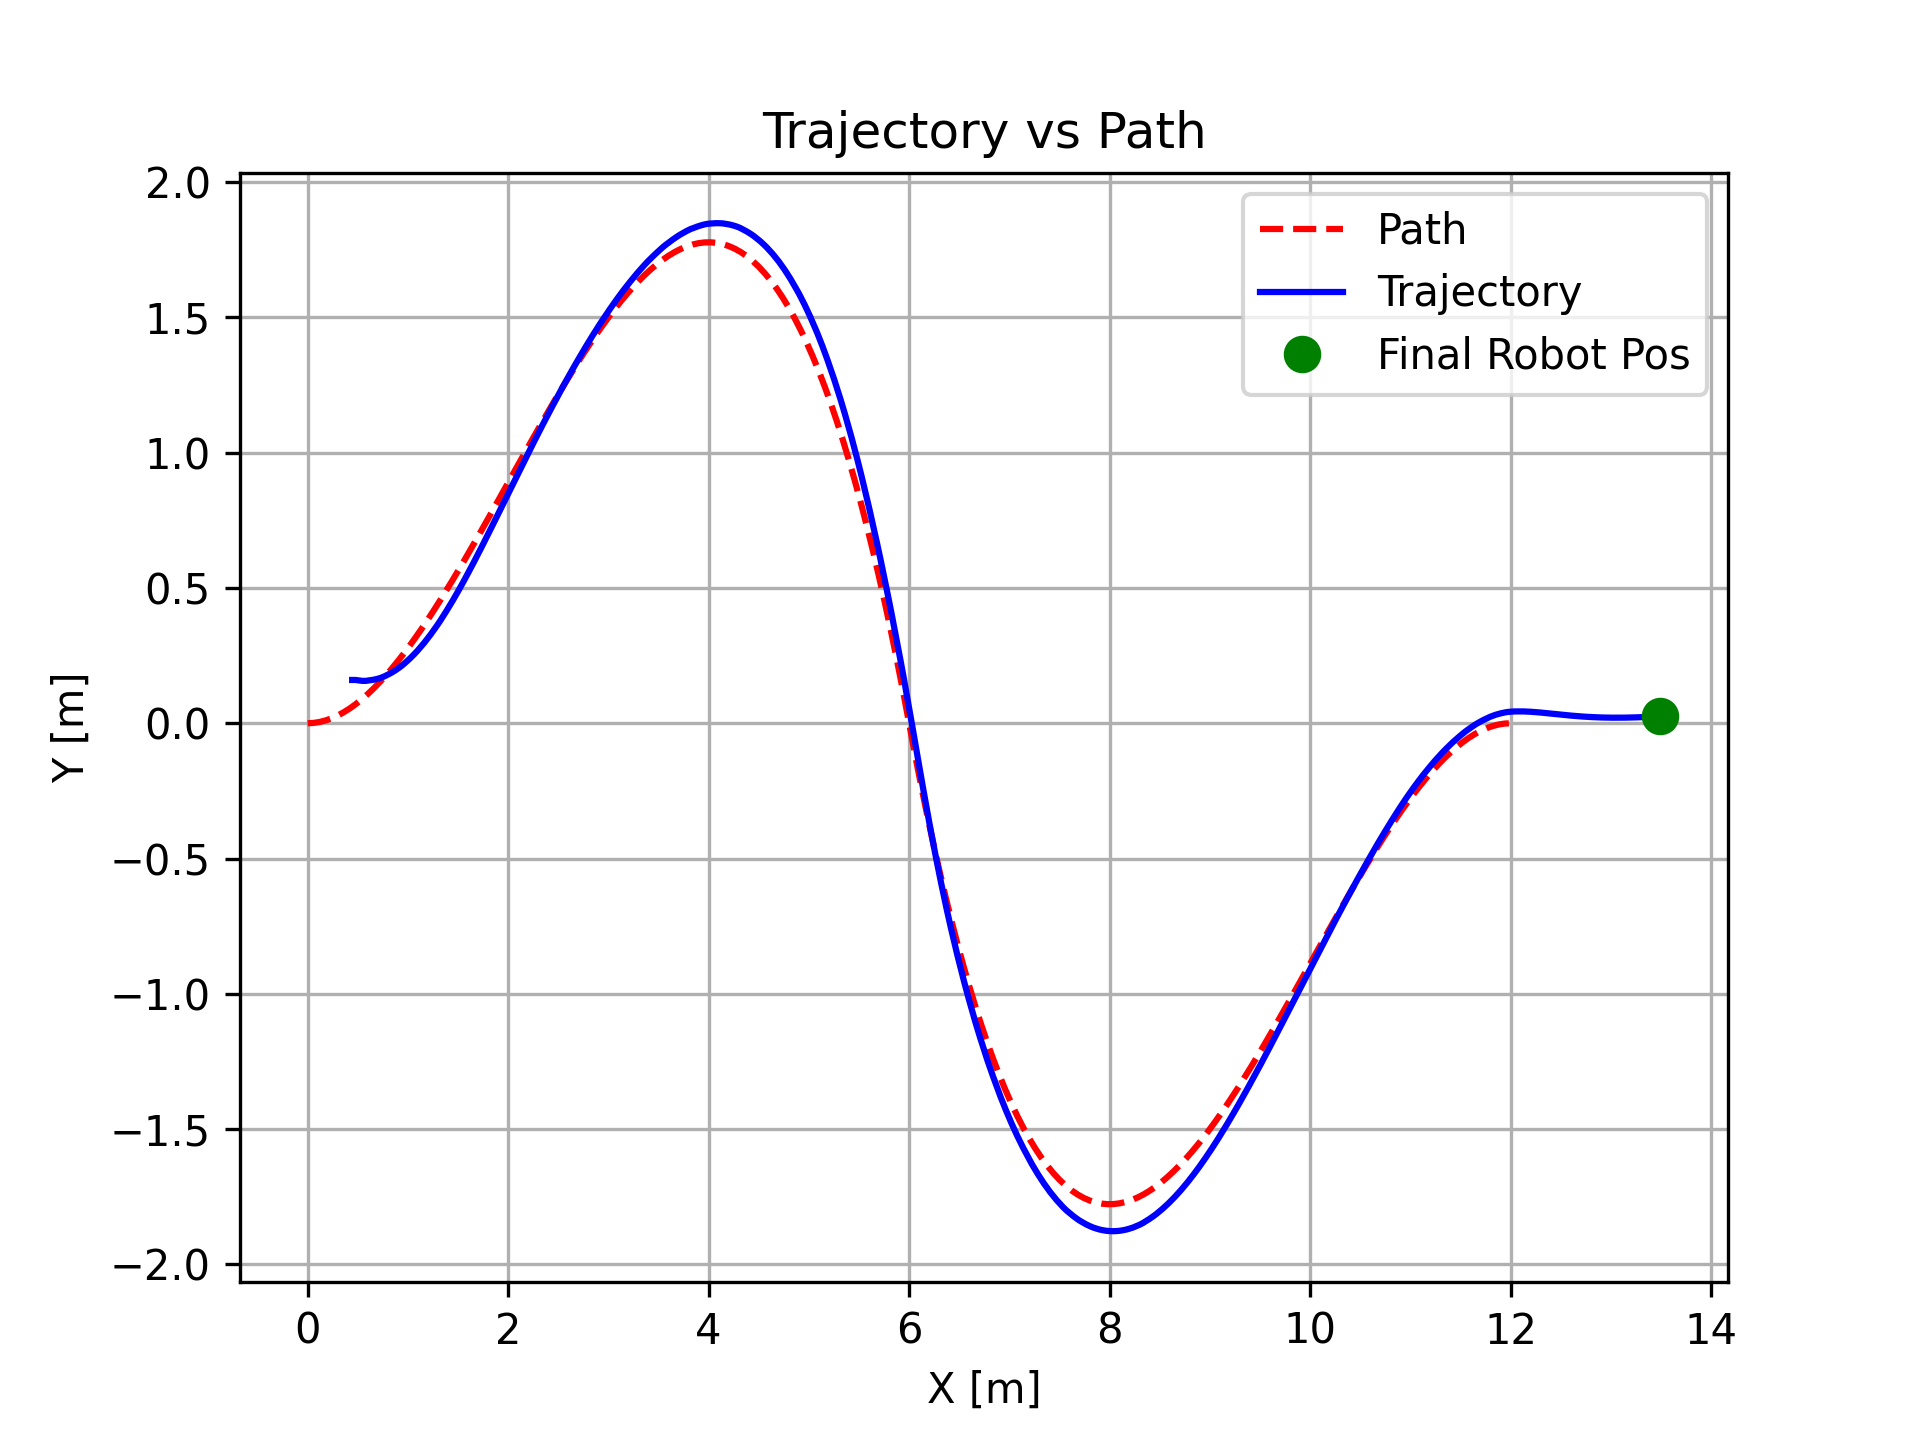 Trajectory vs Path
2.0
1.5
1.0
0.5
0.0
−0.5
−1.0
−1.5
−2.0
Y [m]
Path
Trajectory
Final Robot Pos
0 2 4 6 8 10 12 14
X [m]